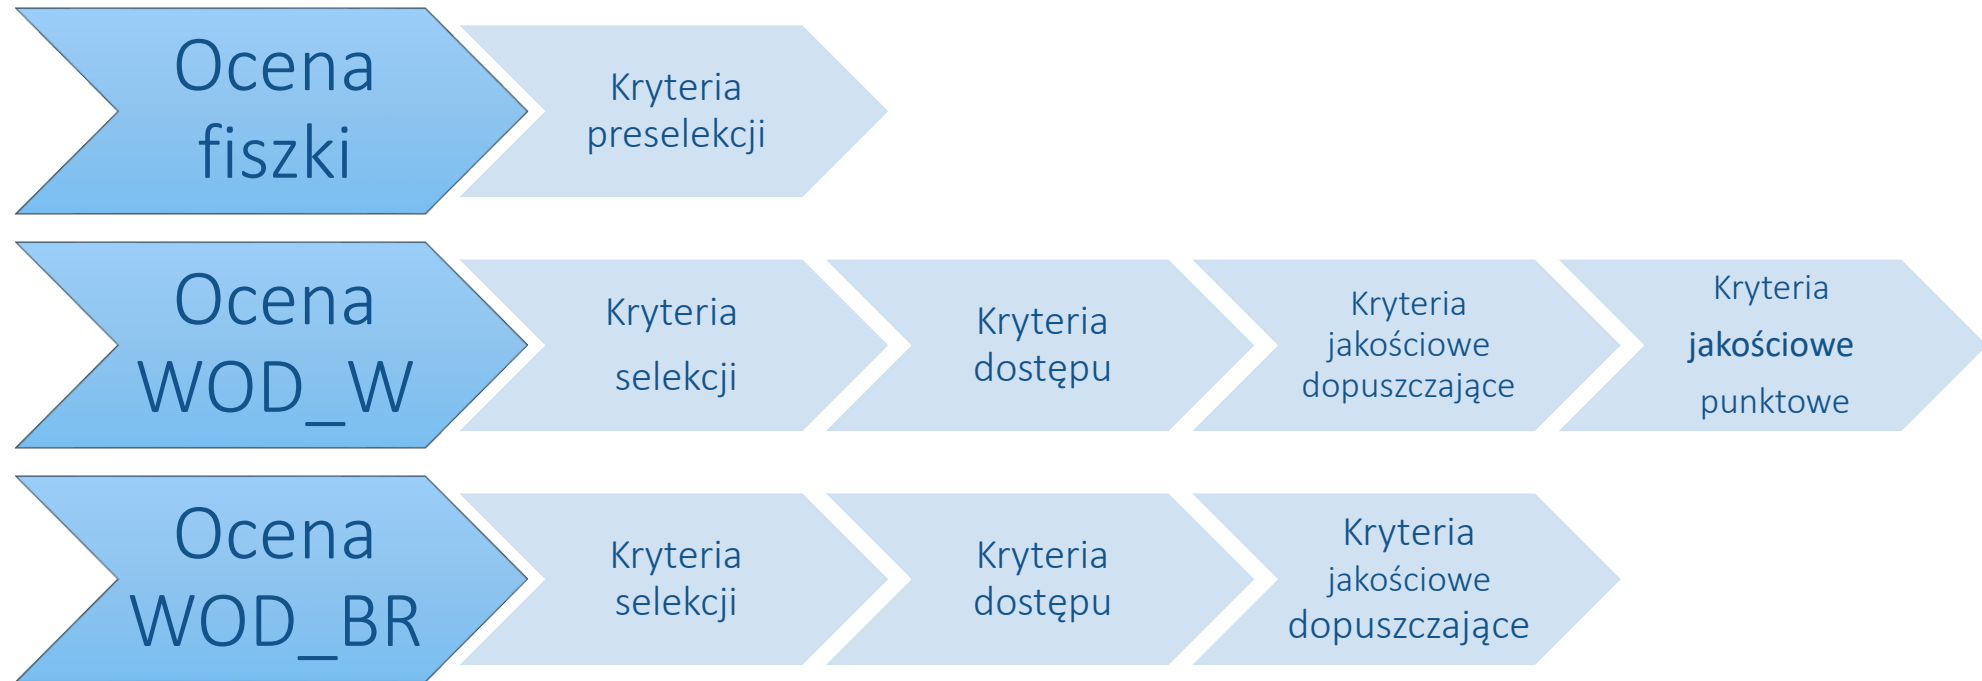 Ocena
fiszki
Kryteria
preselekcji
Ocena
WOD_W
Kryteria
selekcji
Kryteria
dostępu
Kryteria
jakościowe
dopuszczające
Kryteria
jakościowe
punktowe
Ocena
WOD_BR
Kryteria
selekcji
Kryteria
dostępu
Kryteria
jakościowe
dopuszczające